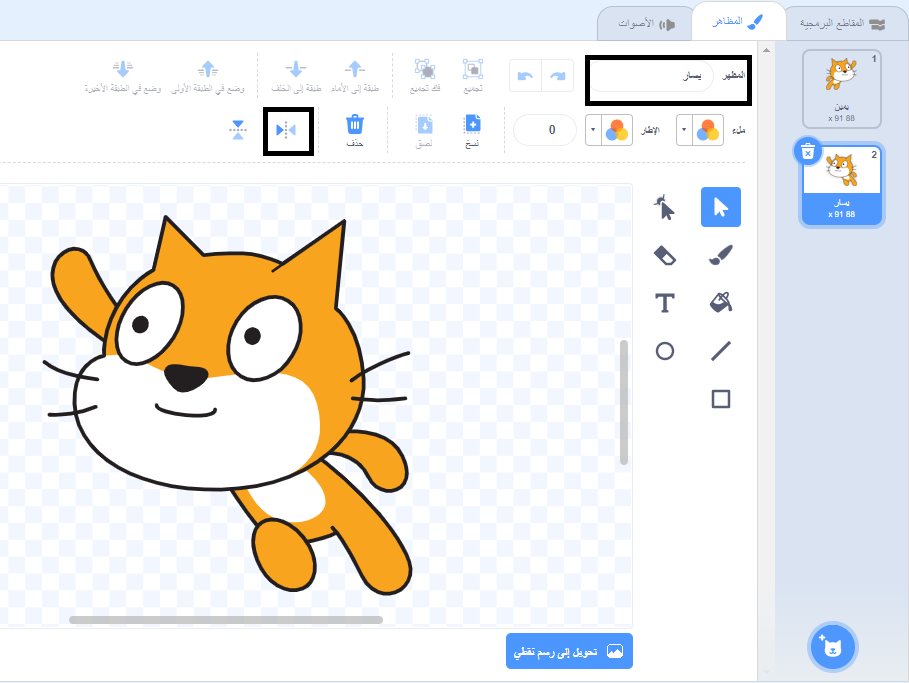 المقاطع البرمجية
المظاهر
الأصوات
المظهر
يسار
تجميع
فك تجميع
طبقة إلى الأمام
طبقة إلى الخلف
وضع في الطبقة الأولى
وضع في الطبقة الأخيرة
ملء
الإطار
0
نسخ
لصق
حذف
1
يمين
91 x 88
2
يسار
91 x 88
تحويل إلى رسم نقطي